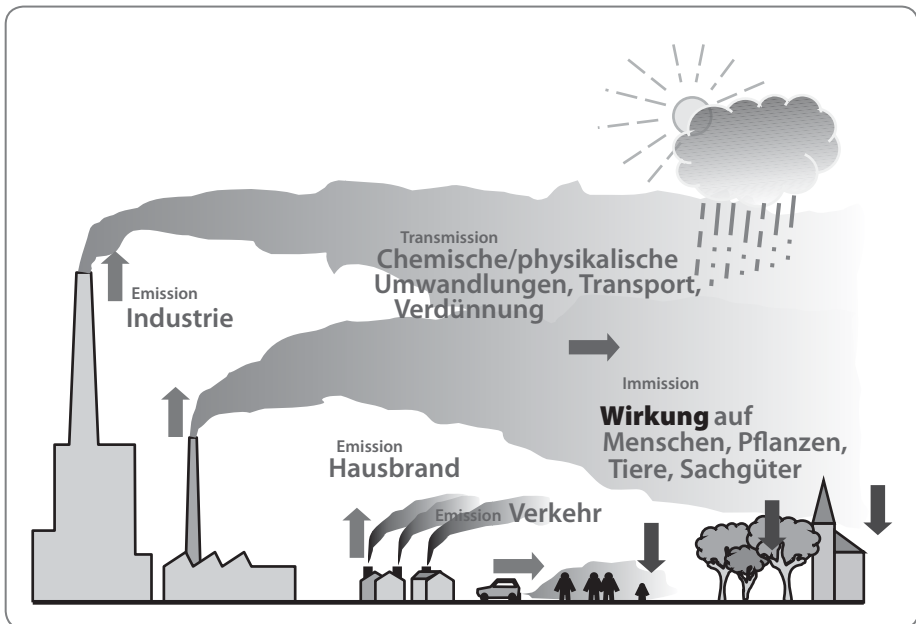 Transmission
Chemische/physikalische
Umwandlungen, Transport,
Verdünnung
Emission
Industrie
Immission
Wirkung auf
Menschen, Pflanzen,
Tiere, Sachgüter
Emission
Hausbrand
Emission Verkehr